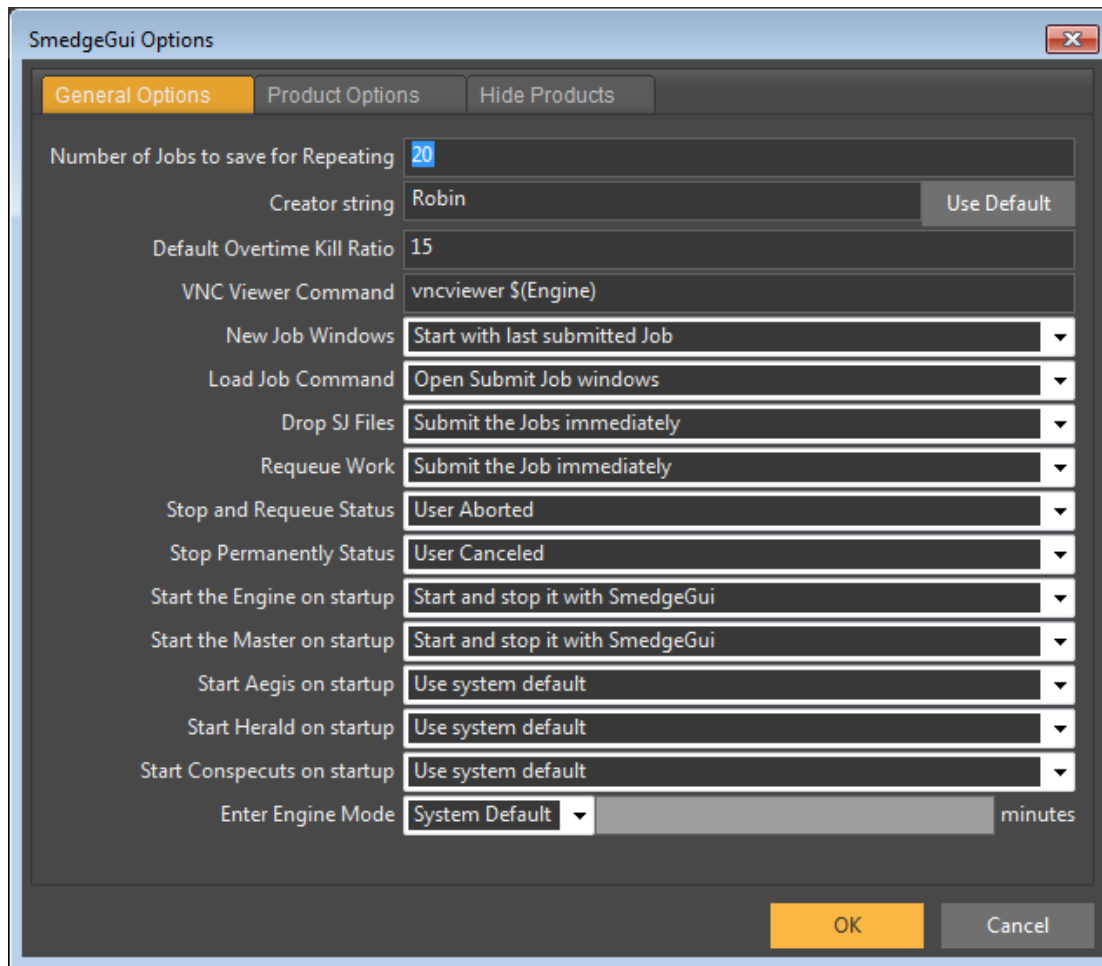 SmedgeGui Options
General Options Product Options Hide Products
Number of Jobs to save for Repeating 20
Creator string Robin Use Default
Default Overtime Kill Ratio 15
VNC Viewer Command vncviewer $(Engine)
New Job Windows Start with last submitted Job
Load Job Command Open Submit Job windows
Drop SJ Files Submit the Jobs immediately
Requeue Work Submit the Job immediately
Stop and Requeue Status User Aborted
Stop Permanently Status User Canceled
Start the Engine on startup Start and stop it with SmedgeGui
Start the Master on startup Start and stop it with SmedgeGui
Start Aegis on startup Use system default
Start Herald on startup Use system default
Start Conspecuts on startup Use system default
Enter Engine Mode System Default minutes
OK Cancel